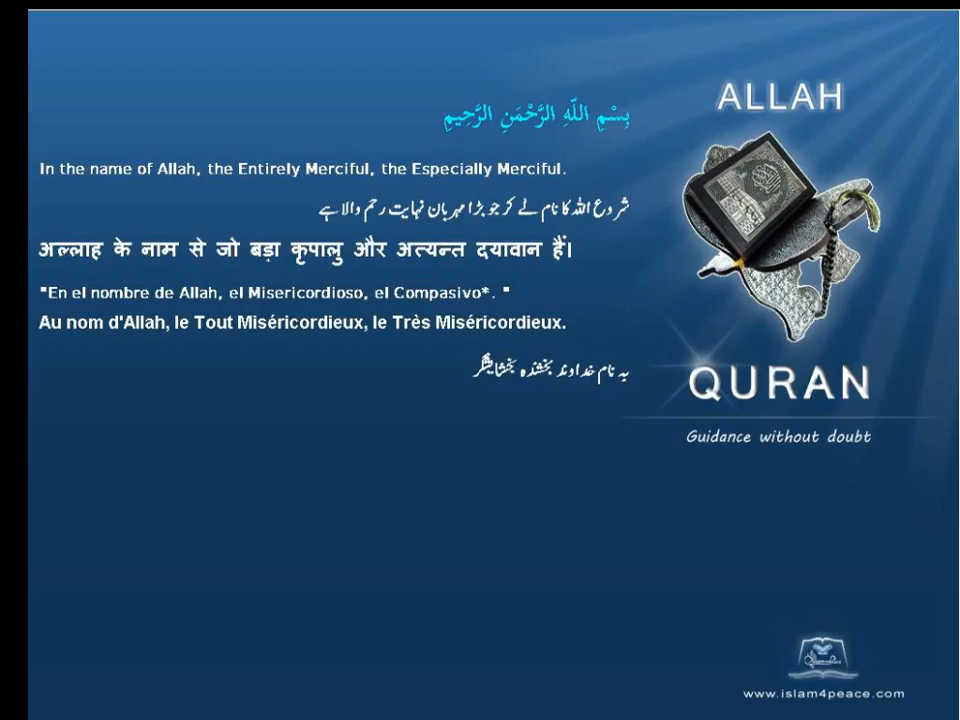 بِسْمِ اللَّهِ الرَّحْمَنِ الرَّحِيمِ
In the name of Allah, the Entirely Merciful, the Especially Merciful.
شروع الله کا نام لے کر جو بڑا مہربان نہایت رحم والا ہے
अल्लाह के नाम से जो बड़ा कृपालु और अत्यन्त दयावान हैं।
"En el nombre de Allah, el Misericordioso, el Compasivo*. "
Au nom d'Allah, le Tout Miséricordieux, le Très Miséricordieux.
به نام خداوند بخشنده بخشایشگر
ALLAH
QURAN
Guidance without doubt
www.islam4peace.com